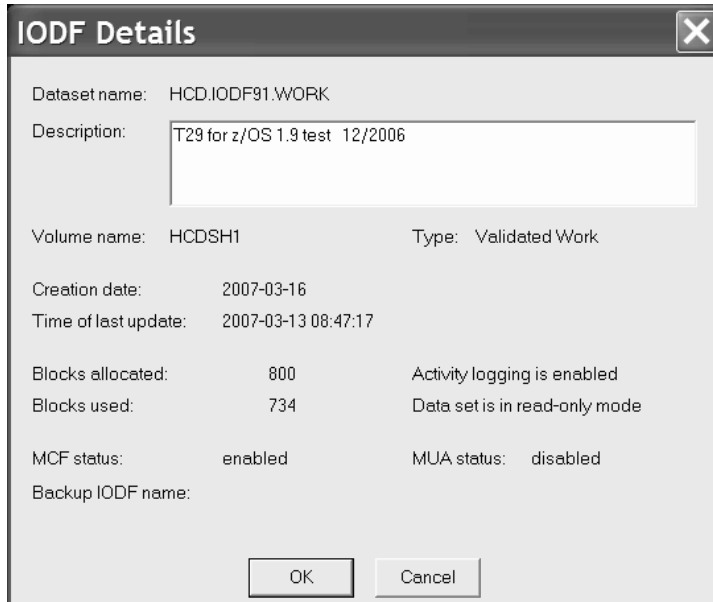 IODF Details
Dataset name: HCD.IODF91.WORK
Description: T29 for z/OS 1.9 test 12/2006
Volume name: HCDSH1 Type: Validated Work
Creation date: 2007-03-16
Time of last update: 2007-03-13 08:47:17
Blocks allocated: 800 Activity logging is enabled
Blocks used: 734 Data set is in read-only mode
MCF status: enabled MUA status: disabled
Backup IODF name:
OK Cancel